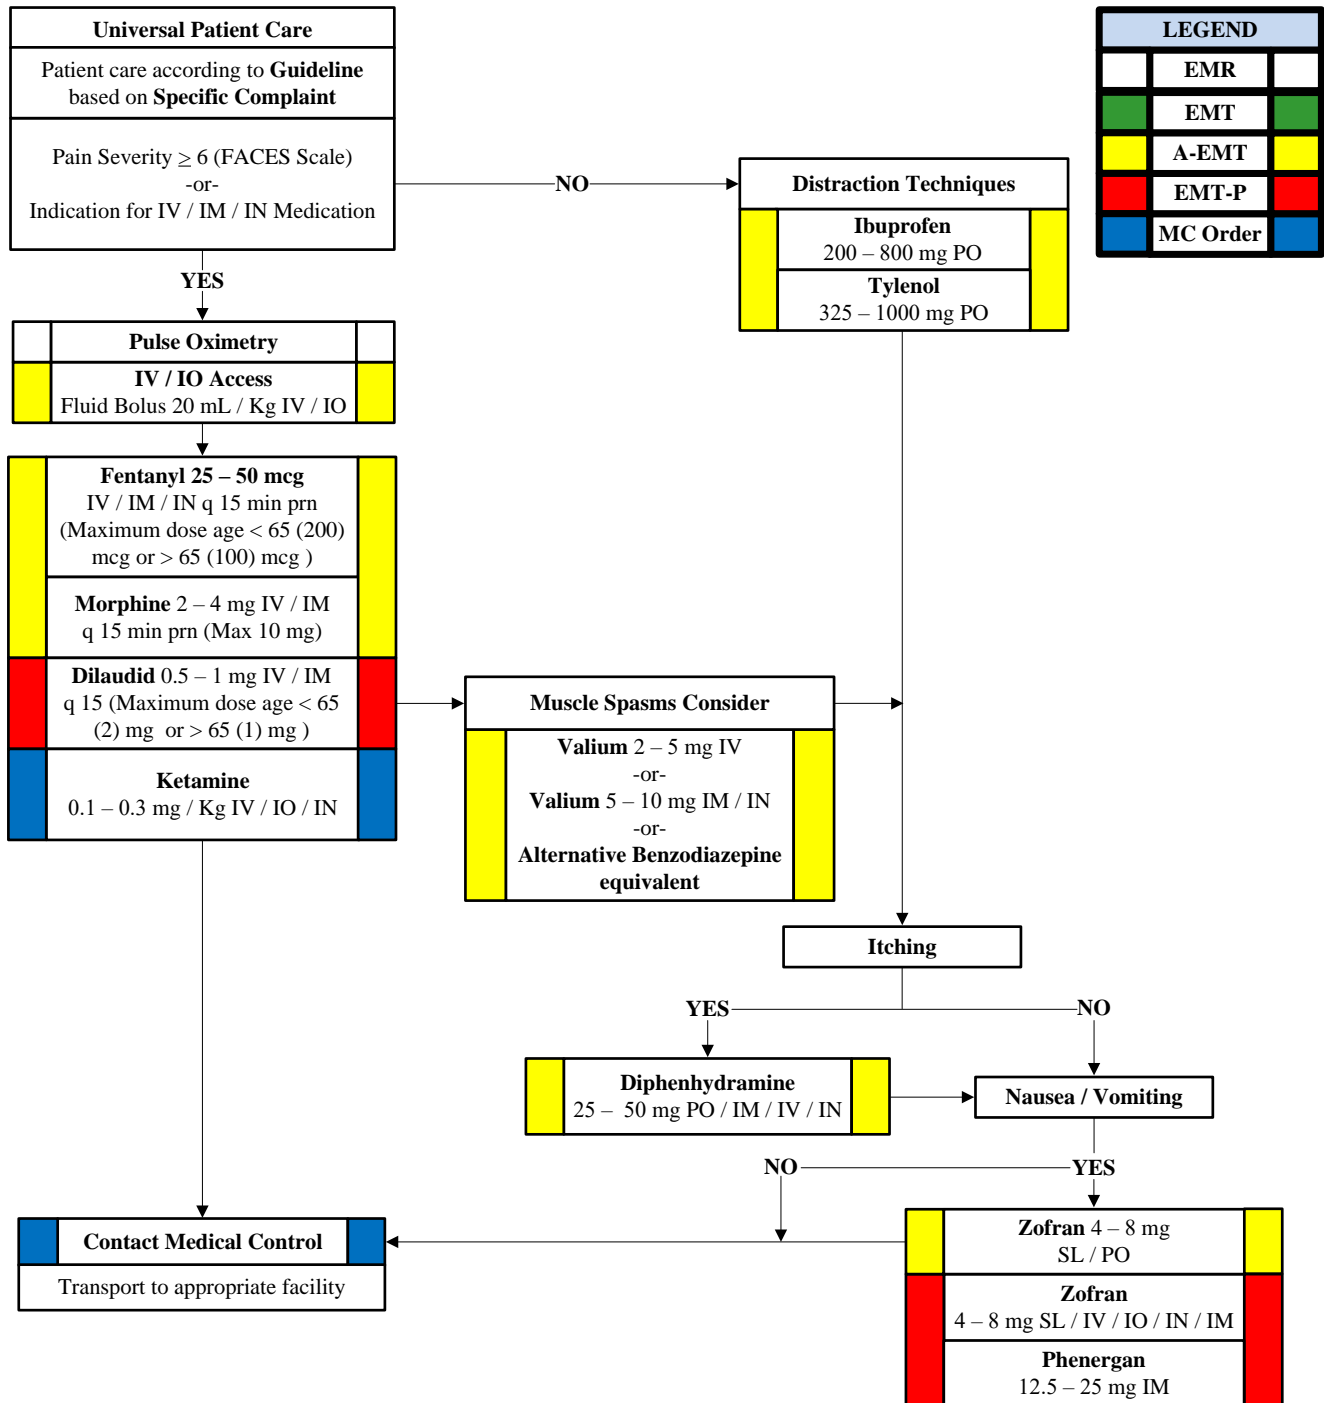 Universal Patient Care
Patient care according to Guideline
based on Specific Complaint
Pain Severity ≥ 6 (FACES Scale)
-or-
Indication for IV / IM / IN Medication
NO
YES
Distraction Techniques
Ibuprofen
200 – 800 mg PO
Tylenol
325 – 1000 mg PO
LEGEND
EMR
EMT
A-EMT
EMT-P
MC Order
Pulse Oximetry
IV / IO Access
Fluid Bolus 20 mL / Kg IV / IO
Fentanyl 25 – 50 mcg
IV / IM / IN q 15 min prn
(Maximum dose age < 65 (200)
mcg or > 65 (100) mcg )
Morphine 2 – 4 mg IV / IM
q 15 min prn (Max 10 mg)
Dilaudid 0.5 – 1 mg IV / IM
q 15 (Maximum dose age < 65
(2) mg or > 65 (1) mg )
Ketamine
0.1 – 0.3 mg / Kg IV / IO / IN
Muscle Spasms Consider
Valium 2 – 5 mg IV
-or-
Valium 5 – 10 mg IM / IN
-or-
Alternative Benzodiazepine
equivalent
Itching
YES
NO
Diphenhydramine
25 – 50 mg PO / IM / IV / IN
Nausea / Vomiting
NO
YES
Contact Medical Control
Transport to appropriate facility
Zofran 4 – 8 mg
SL / PO
Zofran
4 – 8 mg SL / IV / IO / IN / IM
Phenergan
12.5 – 25 mg IM